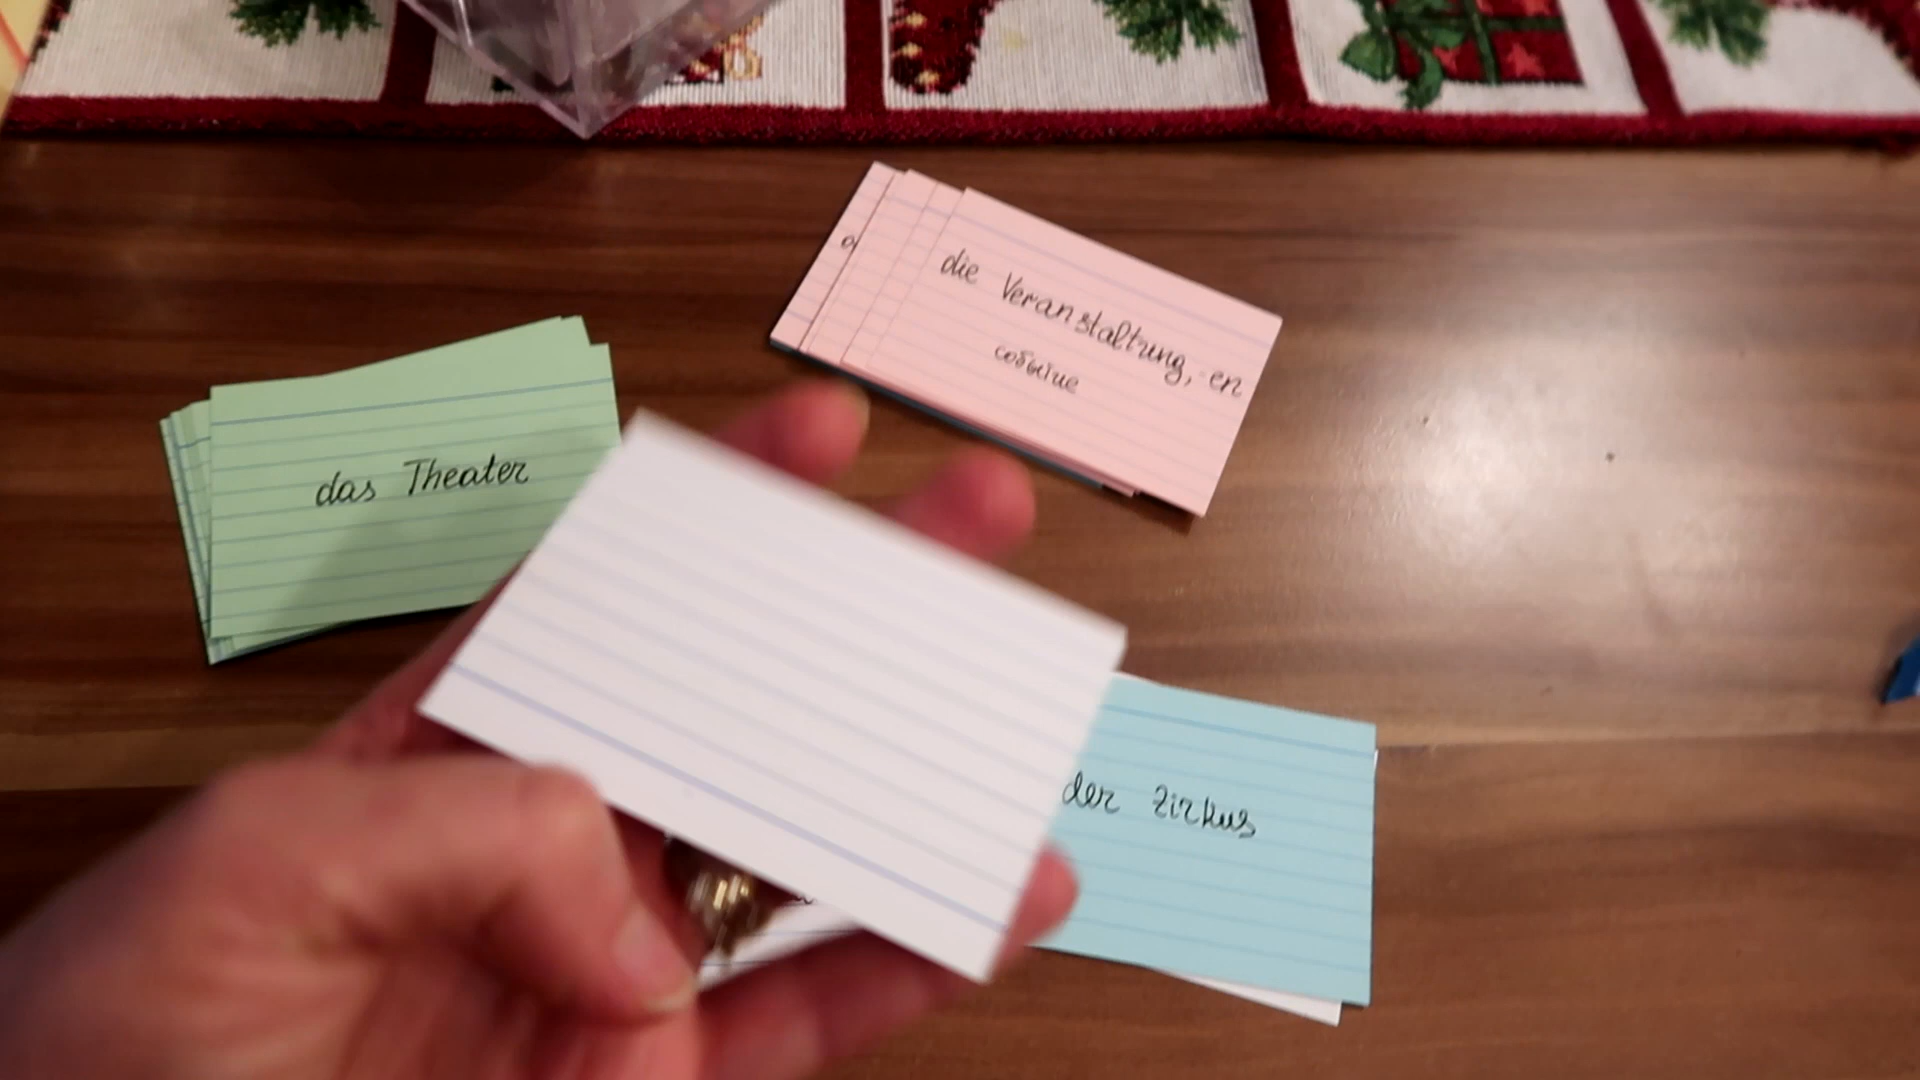 die Veranstaltung, -en
событие
das Theater
der Zirkus